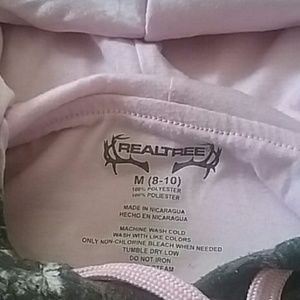 REALTREE
M (8-10)
100% POLYESTER
100% POLIESTER
MADE IN NICARAGUA
HECHO EN NICARAGUA
MACHINE WASH COLD
WASH WITH LIKE COLORS
ONLY NON-CHLORINE BLEACH WHEN NEEDED
TUMBLE DRY LOW
DO NOT IRON
STEAM